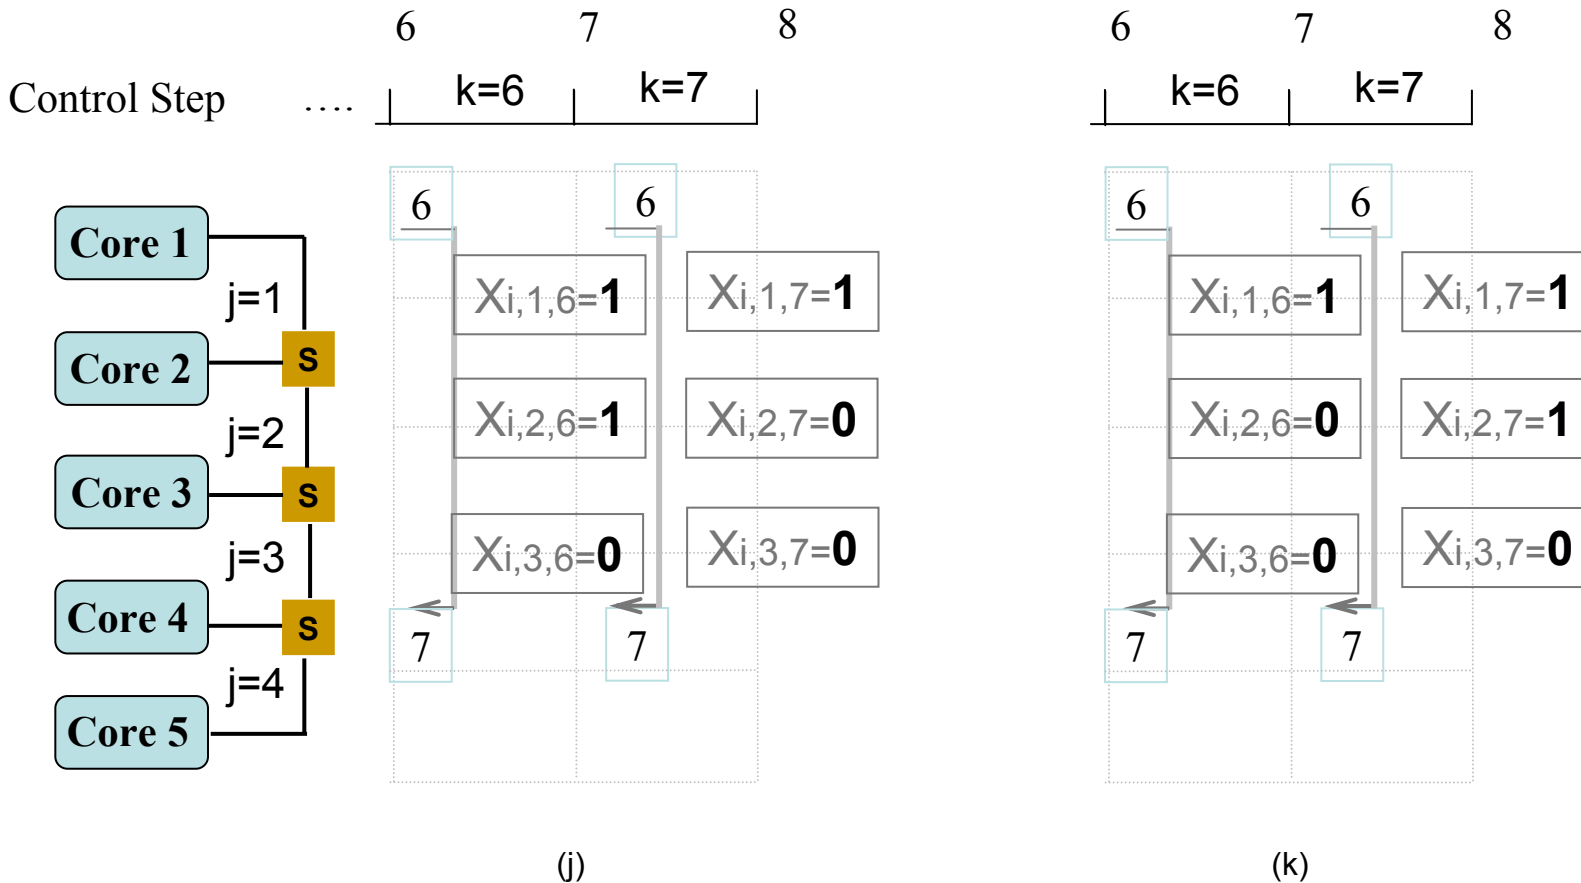 6 7 8 6 7 8
Control Step .... k=6 k=7 k=6 k=7
6 6 6 6
Core 1
Xi,1,6=1 Xi,1,7=1 Xi,1,6=1 Xi,1,7=1
j=1
Core 2 S
Xi,2,6=1 Xi,2,7=0 Xi,2,6=0 Xi,2,7=1
j=2
Core 3 S
Xi,3,6=0 Xi,3,7=0 Xi,3,6=0 Xi,3,7=0
j=3
Core 4 S
7 7 7 7
j=4
Core 5
(j) (k)